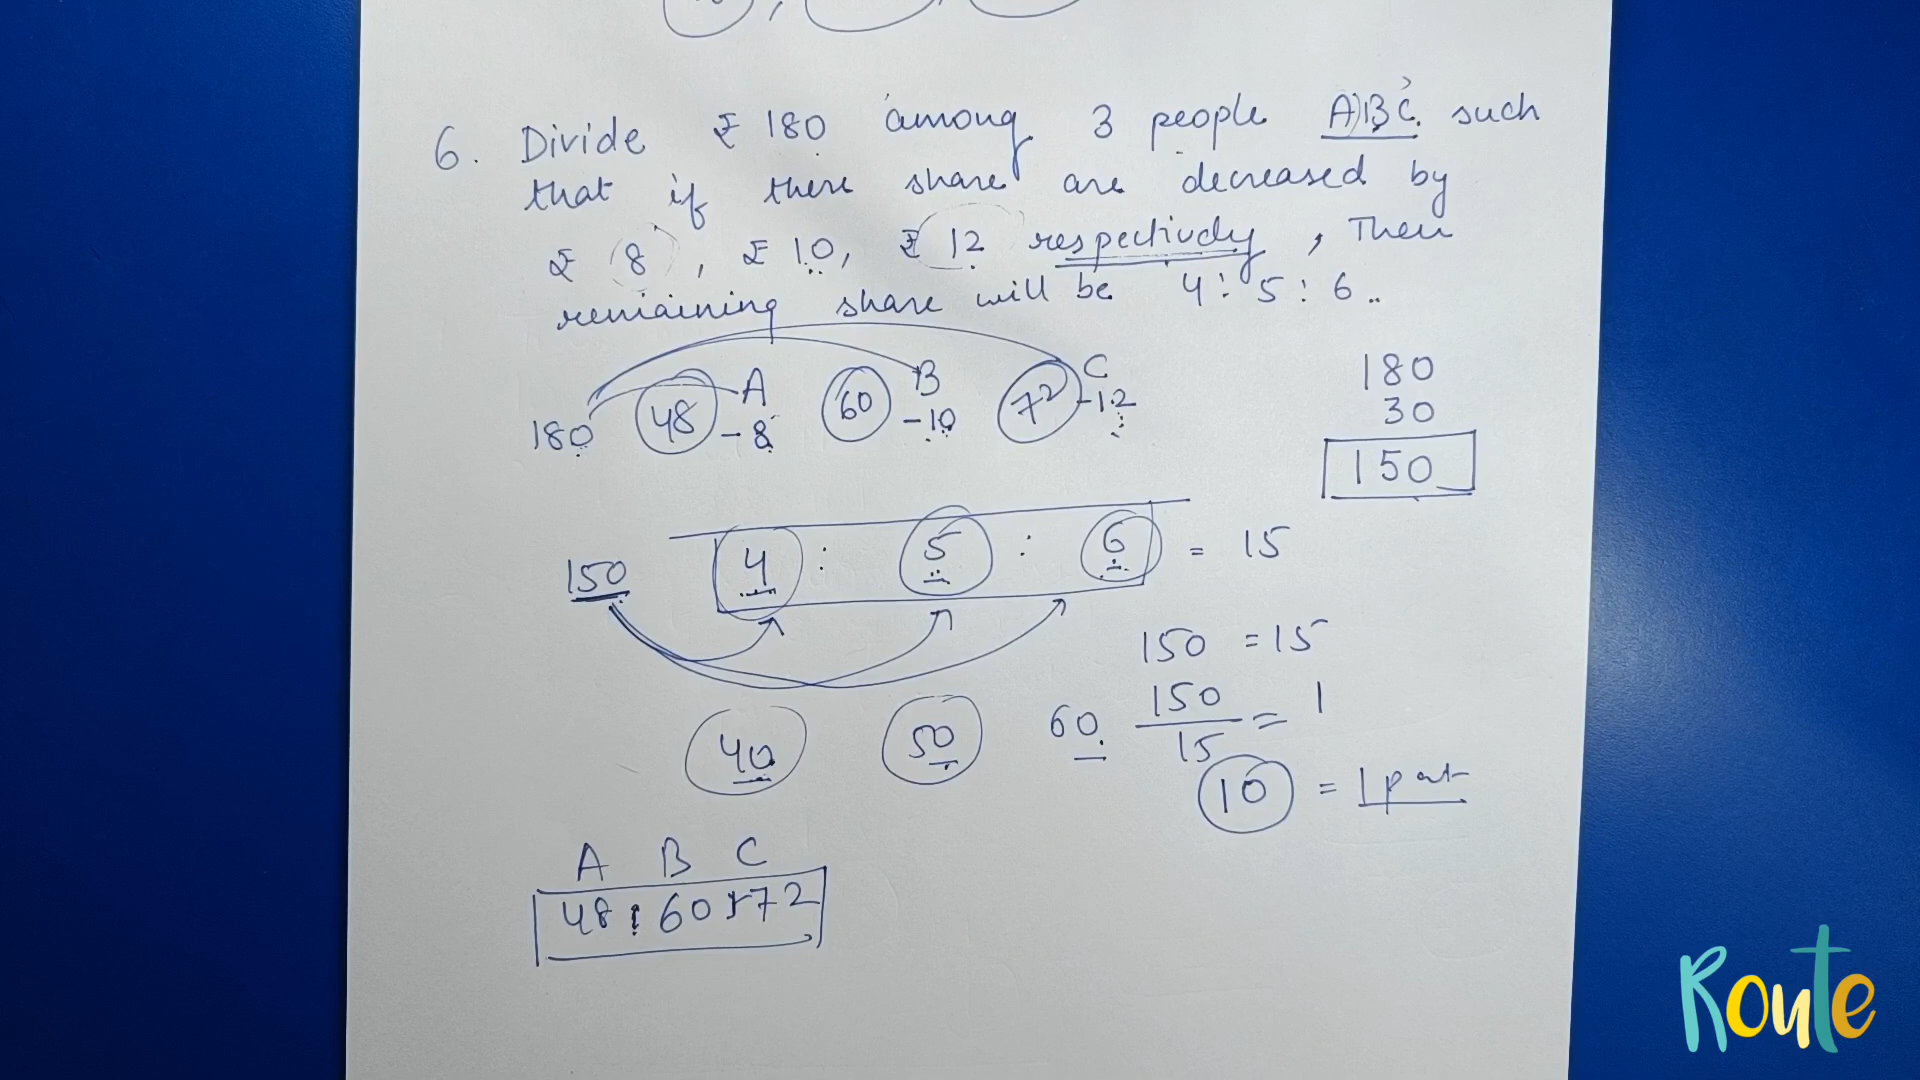 6. Divide ₹ 180 among 3 people A,B,C such
that if there share are decreased by
₹ 8, ₹ 10, ₹ 12 respectively, Then
remaining share will be 4:5:6..
A B C
180 48 -8 60 -10 72 -12
180
30
150
150 4 : 5 : 6 = 15
150 = 15
150/15 = 1
40 50 60
10 = 1 part
A B C
48 : 60 : 72
Route